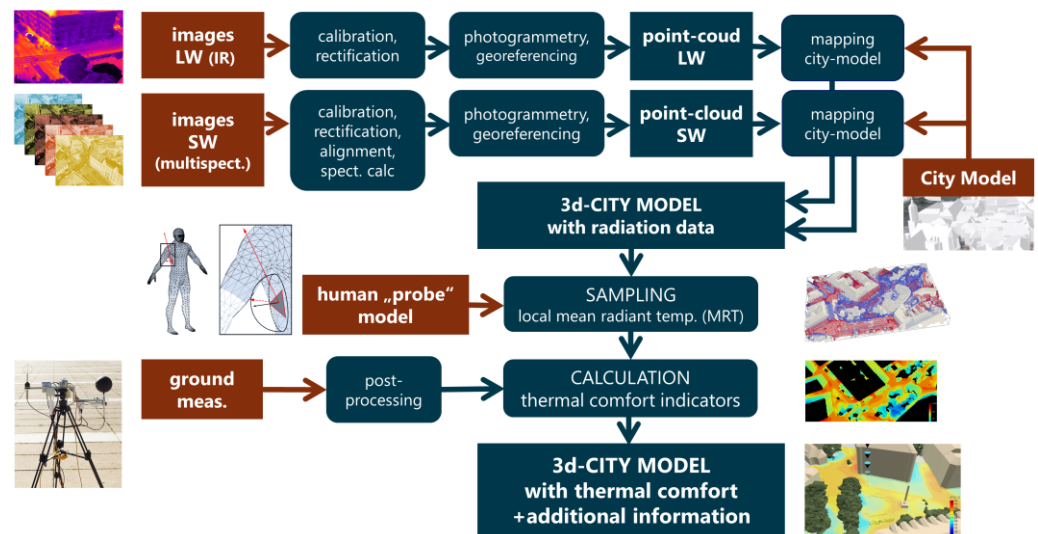 images
LW (IR)
calibration,
rectification
photogrammetry,
georeferencing
point-coud
LW
mapping
city-model
images
SW
(multispect.)
calibration,
rectification,
alignment,
spect. calc
photogrammetry,
georeferencing
point-cloud
SW
mapping
city-model
City Model
3d-CITY MODEL
with radiation data
human „probe“
model
SAMPLING
local mean radiant temp. (MRT)
ground
meas.
post-
processing
CALCULATION
thermal comfort indicators
3d-CITY MODEL
with thermal comfort
+additional information